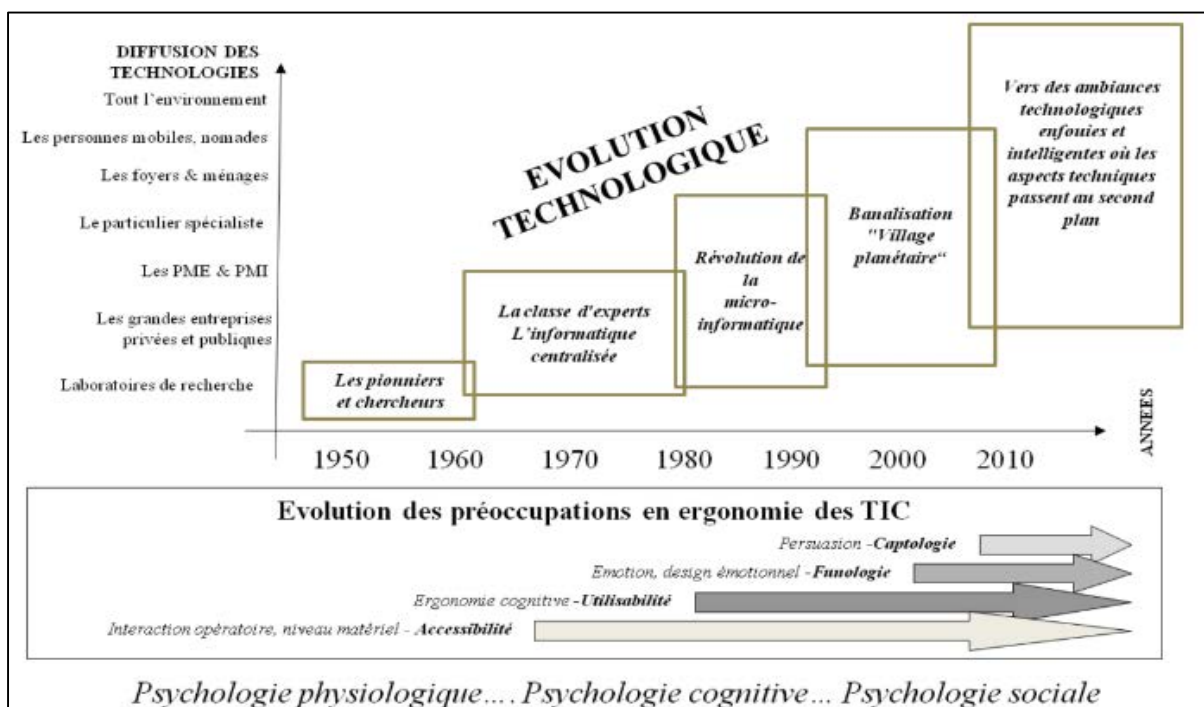 DIFFUSION DES
TECHNOLOGIES
Tout l'environnement
Les personnes mobiles, nomades
Les foyers & ménages
Le particulier spécialiste
Les PME & PMI
Les grandes entreprises
privées et publiques
Laboratoires de recherche
EVOLUTION
TECHNOLOGIQUE
Les pionniers
et chercheurs
La classe d'experts
L'informatique
centralisée
Révolution de
la
micro-
informatique
Banalisation
"Village
planétaire“
Vers des ambiances
technologiques
enfouies et
intelligentes où les
aspects techniques
passent au second
plan
ANNEES
1950 1960 1970 1980 1990 2000 2010
Evolution des préoccupations en ergonomie des TIC
Persuasion -Captologie
Emotion, design émotionnel -Funologie
Ergonomie cognitive -Utilisabilité
Interaction opératoire, niveau matériel - Accessibilité
Psychologie physiologique.... Psychologie cognitive... Psychologie sociale